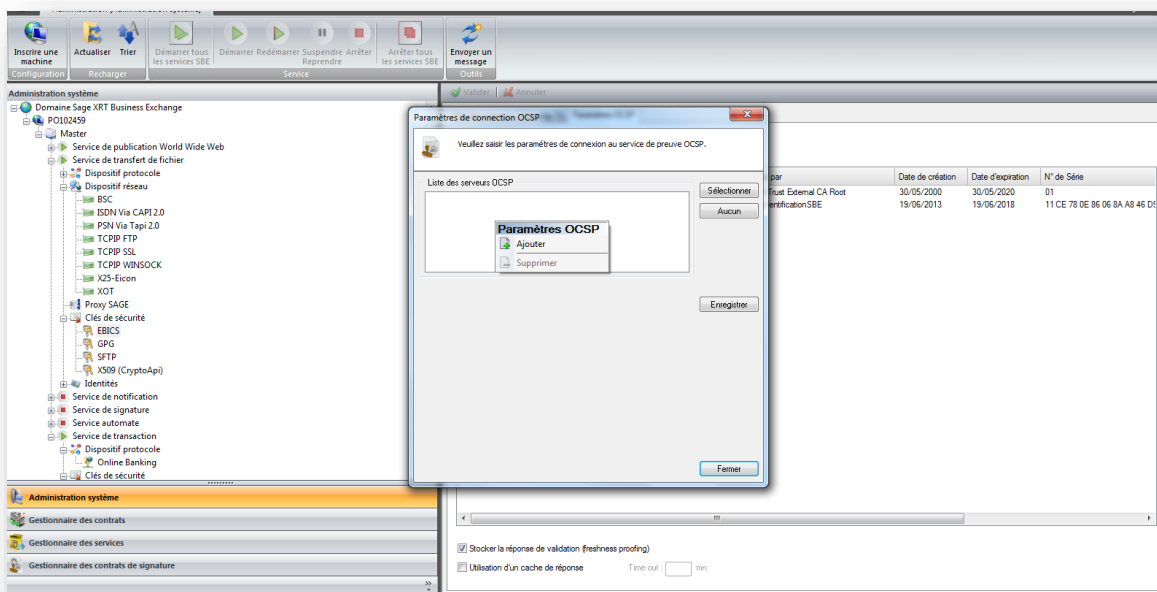 Inscrire une machine
Actualiser
Trier
Démarrer tous les services SBE
Démarrer
Redémarrer
Suspendre Reprendre
Arrêter
Arrêter tous les services SBE
Envoyer un message
Configuration
Recharger
Service
Outils
Administration système
Domaine Sage XRT Business Exchange
PO102459
Master
Service de publication World Wide Web
Service de transfert de fichier
Dispositif protocole
Dispositif réseau
BSC
ISDN Via CAPI 2.0
PSN Via Tapi 2.0
TCPIP FTP
TCPIP SSL
TCPIP WINSOCK
X25-Eicon
XOT
Proxy SAGE
Clés de sécurité
EBICS
GPG
SFTP
X509 (CryptoApi)
Identités
Service de notification
Service de signature
Service automate
Service de transaction
Dispositif protocole
Online Banking
Clés de sécurité
Administration système
Gestionnaire des contrats
Gestionnaire des services
Gestionnaire des contrats de signature
Valider
Annuler
Paramètres de connection OCSP
Veuillez saisir les paramètres de connexion au service de preuve OCSP.
Liste des serveurs OCSP
Sélectionner
Aucun
Paramètres OCSP
Ajouter
Supprimer
Enregistrer
Fermer
par
Date de création
Date d'expiration
N° de Série
Trust External CA Root
30/05/2000
30/05/2020
01
entificationSBE
19/06/2013
19/06/2018
11 CE 78 0E 86 06 8A A8 46 D5
Stocker la réponse de validation (freshness proofing)
Utilisation d'un cache de réponse
Time out :
mn.